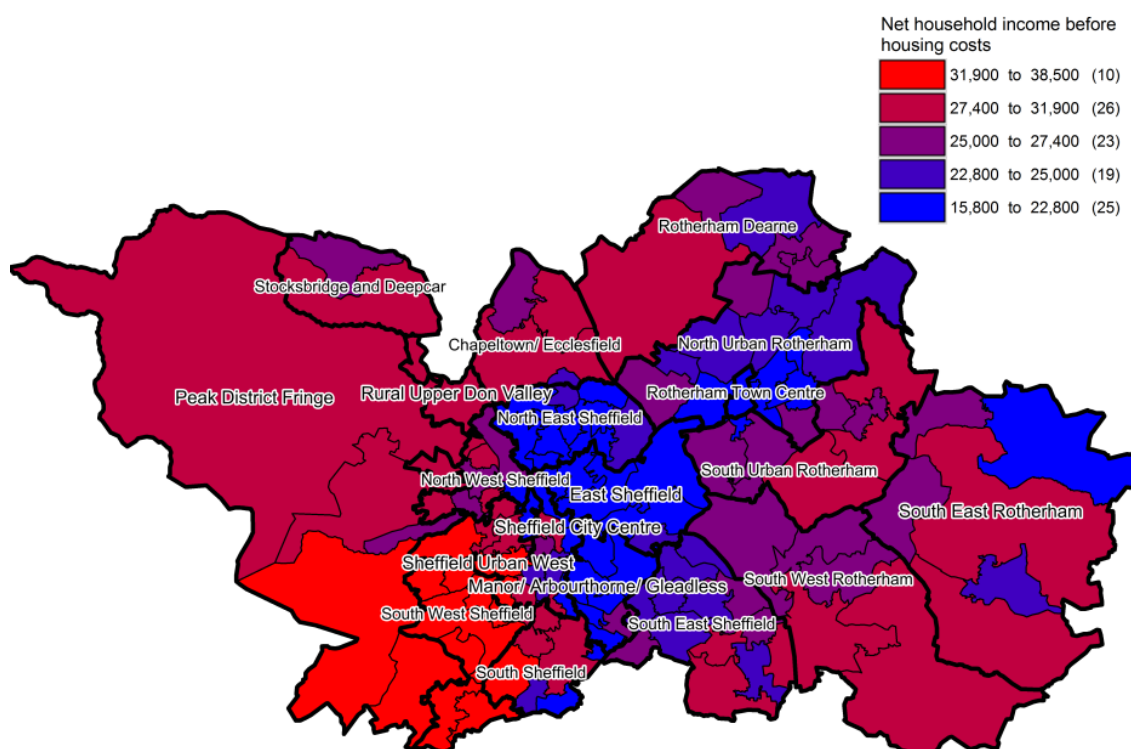 Net household income before
housing costs
31,900 to 38,500 (10)
27,400 to 31,900 (26)
25,000 to 27,400 (23)
22,800 to 25,000 (19)
15,800 to 22,800 (25)
Rotherham Dearne
Stocksbridge and Deepcar
Chapeltown/ Ecclesfield
North Urban Rotherham
Peak District Fringe
Rural Upper Don Valley
Rotherham Town Centre
North East Sheffield
South Urban Rotherham
North West Sheffield
East Sheffield
South East Rotherham
Sheffield City Centre
Sheffield Urban West
Manor/ Arbourthorne/ Gleadless
South West Rotherham
South West Sheffield
South East Sheffield
South Sheffield